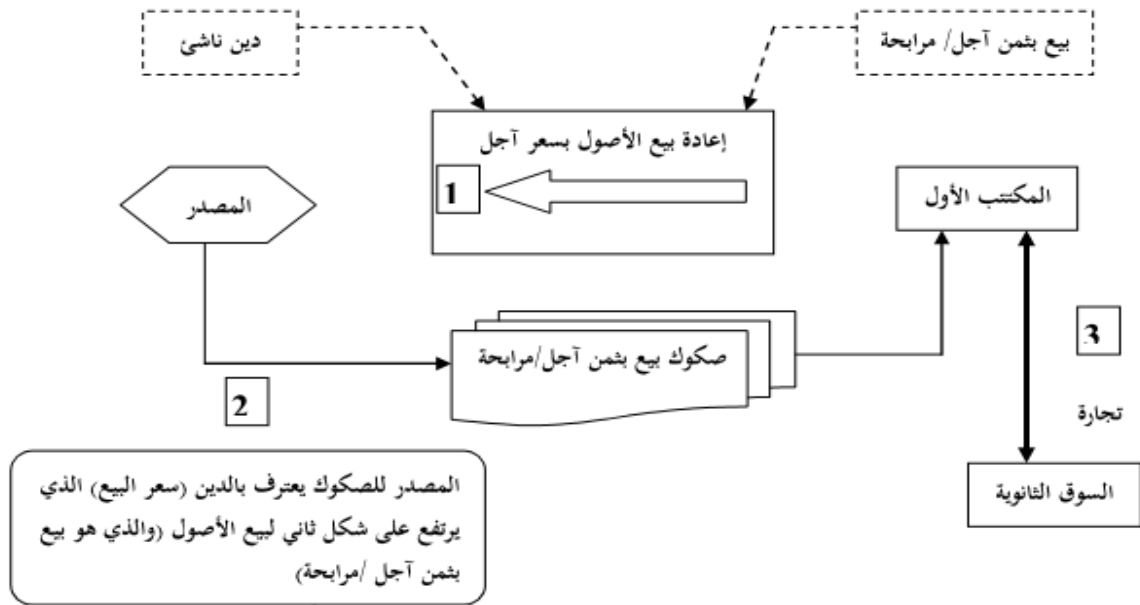 بيع بثمن آجل/ مرابحة
دين ناشئ
إعادة بيع الأصول بسعر آجل
1
المكتتب الأول
المصدر
صكوك بيع بثمن آجل/مرابحة
3
2
تجارة
السوق الثانوية
المصدر للصكوك يعترف بالدين (سعر البيع) الذي
يرتفع على شكل ثاني لبيع الأصول (والذي هو بيع
بثمن آجل /مرابحة)